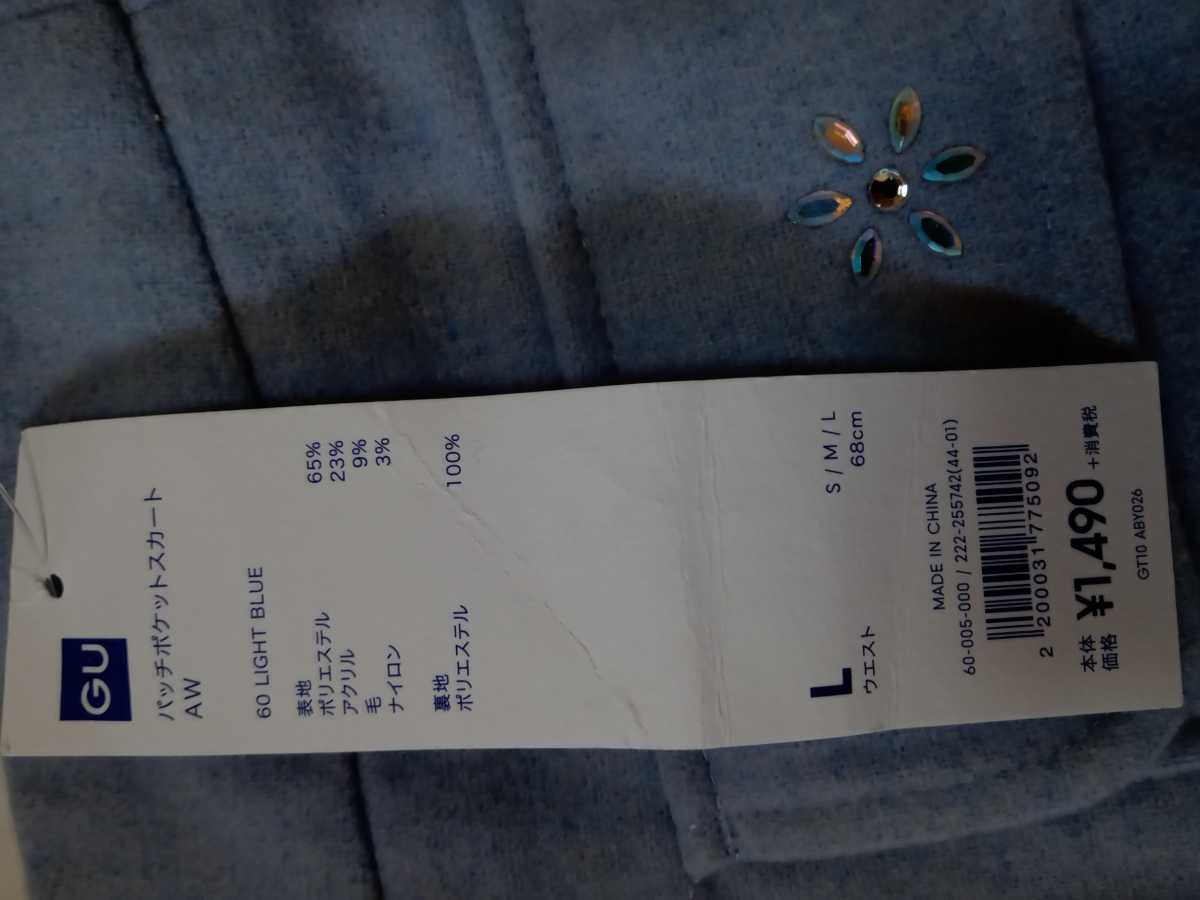 GU
パッチポケットスカート
AW
60 LIGHT BLUE
表地
ポリエステル 65%
アクリル 23%
毛 9%
ナイロン 3%
裏地
ポリエステル 100%
L S / M / L
ウエスト 68cm
MADE IN CHINA
60-005-000 / 222-255742(44-01)
2 200031 775092
本体価格 ¥1,490 +消費税
GT10 ABY026